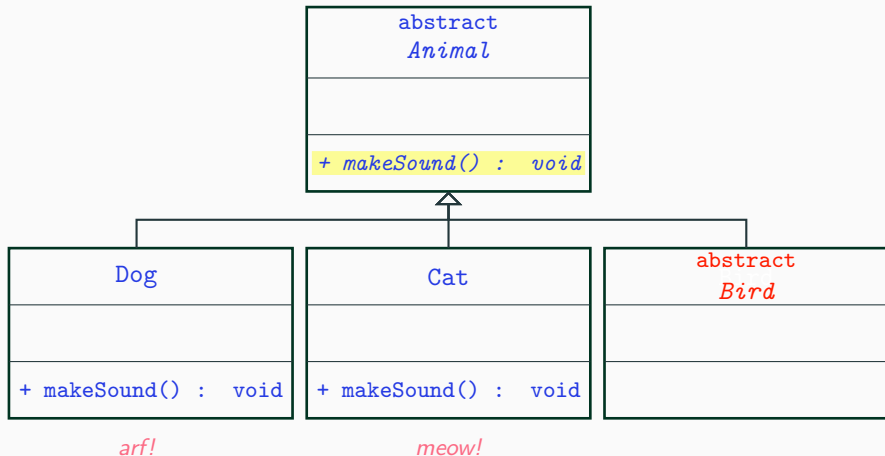 abstract
Animal
+ makeSound() : void
Dog
+ makeSound() : void
arf!
Cat
+ makeSound() : void
meow!
abstract
Bird